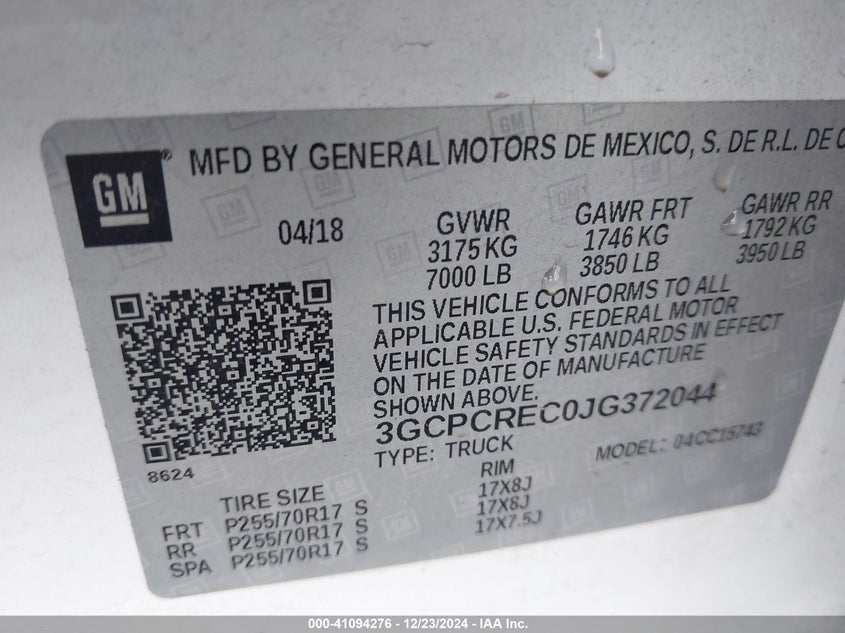 GM
®
MFD BY GENERAL MOTORS DE MEXICO, S. DE R.L. DE C
04/18
GVWR
3175 KG
7000 LB
GAWR FRT
1746 KG
3850 LB
GAWR RR
1792 KG
3950 LB
THIS VEHICLE CONFORMS TO ALL
APPLICABLE U.S. FEDERAL MOTOR
VEHICLE SAFETY STANDARDS IN EFFECT
ON THE DATE OF MANUFACTURE
SHOWN ABOVE.
3GCPCREC0JG372044
TYPE: TRUCK
MODEL: 04CC15743
8624
TIRE SIZE
RIM
FRT P255/70R17 S 17X8J
RR P255/70R17 S 17X8J
SPA P255/70R17 S 17X7.5J
000-41094276 - 12/23/2024 - IAA Inc.